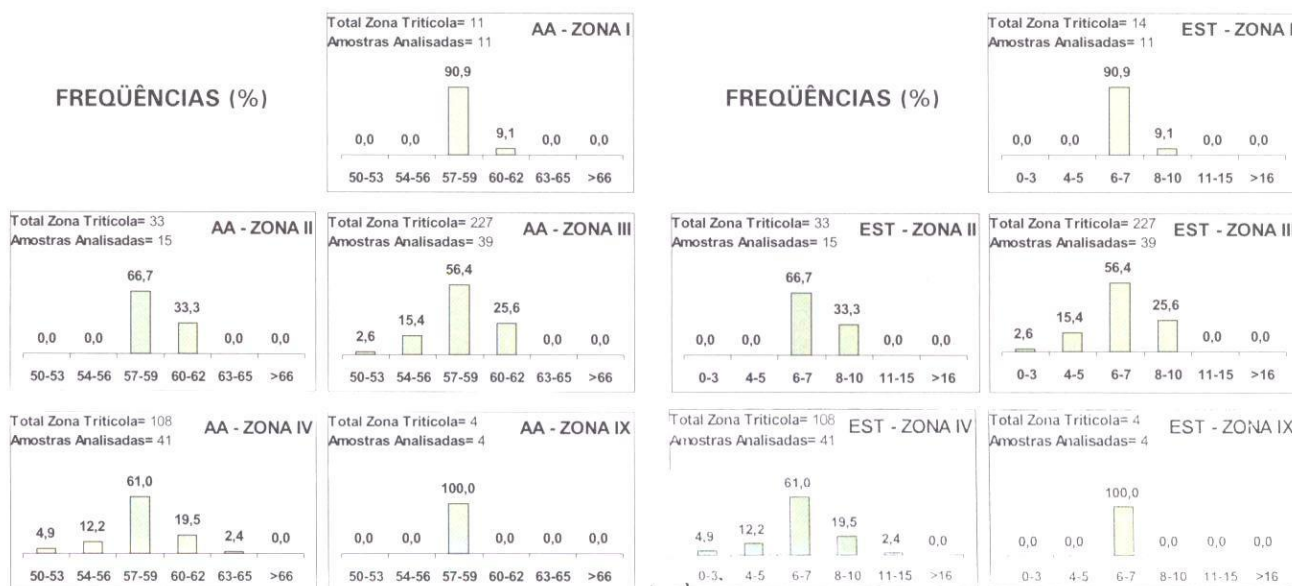 Total Zona Tritícola= 11
Amostras Analisadas= 11
AA - ZONA I
FREQÜÊNCIAS (%)
0,0 0,0 90,9 9,1 0,0 0,0
50-53 54-56 57-59 60-62 63-65 >66
Total Zona Tritícola= 33
Amostras Analisadas= 15
AA - ZONA II
0,0 0,0 66,7 33,3 0,0 0,0
50-53 54-56 57-59 60-62 63-65 >66
Total Zona Tritícola= 227
Amostras Analisadas= 39
AA - ZONA III
2,6 15,4 56,4 25,6 0,0 0,0
50-53 54-56 57-59 60-62 63-65 >66
Total Zona Tritícola= 108
Amostras Analisadas= 41
AA - ZONA IV
4,9 12,2 61,0 19,5 2,4 0,0
50-53 54-56 57-59 60-62 63-65 >66
Total Zona Tritícola= 4
Amostras Analisadas= 4
AA - ZONA IX
0,0 0,0 100,0 0,0 0,0 0,0
50-53 54-56 57-59 60-62 63-65 >66
Total Zona Tritícola= 14
Amostras Analisadas= 11
EST - ZONA I
FREQÜÊNCIAS (%)
0,0 0,0 90,9 9,1 0,0 0,0
0-3 4-5 6-7 8-10 11-15 >16
Total Zona Tritícola= 33
Amostras Analisadas= 15
EST - ZONA II
0,0 0,0 66,7 33,3 0,0 0,0
0-3 4-5 6-7 8-10 11-15 >16
Total Zona Tritícola= 227
Amostras Analisadas= 39
EST - ZONA III
2,6 15,4 56,4 25,6 0,0 0,0
0-3 4-5 6-7 8-10 11-15 >16
Total Zona Tritícola= 108
Amostras Analisadas= 41
EST - ZONA IV
4,9 12,2 61,0 19,5 2,4 0,0
0-3 4-5 6-7 8-10 11-15 >16
Total Zona Tritícola= 4
Amostras Analisadas= 4
EST - ZONA IX
0,0 0,0 100,0 0,0 0,0 0,0
0-3 4-5 6-7 8-10 11-15 >16